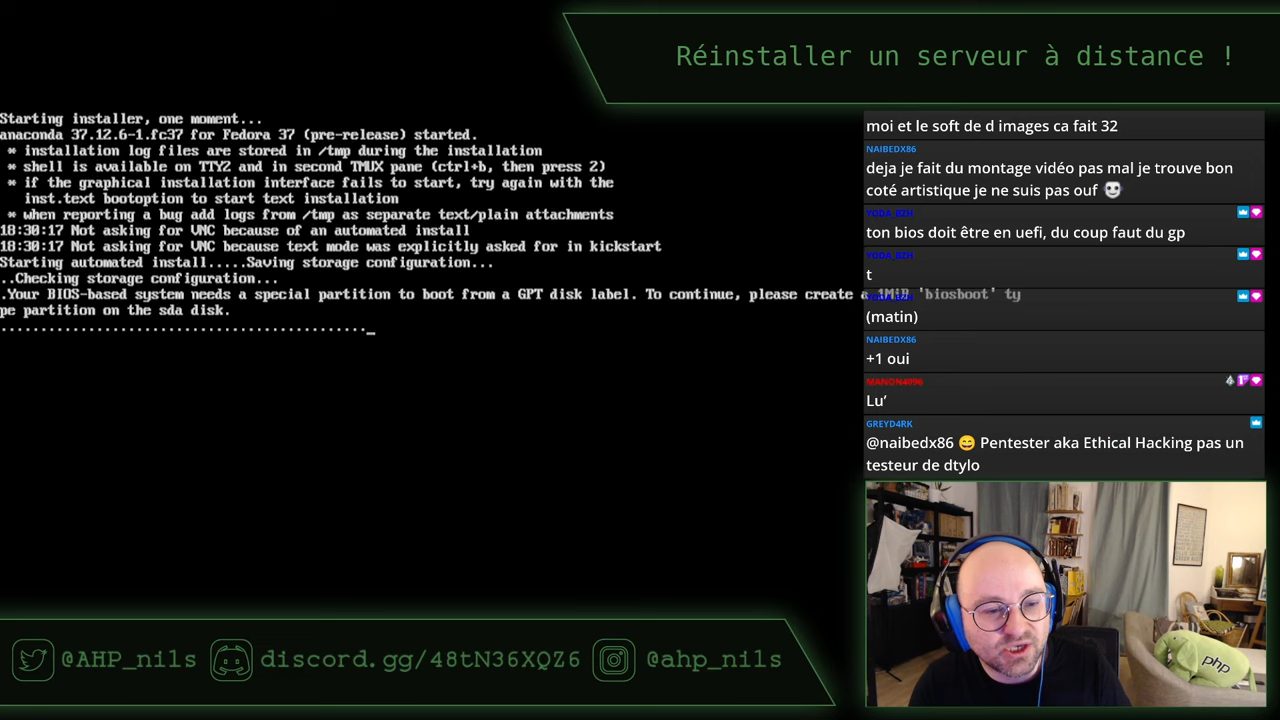 Réinstaller un serveur à distance !
Starting installer, one moment...
anaconda 37.12.6-1.fc37 for Fedora 37 (pre-release) started.
* installation log files are stored in /tmp during the installation
* shell is available on TTY2 and in second TMUX pane (ctrl+b, then press 2)
* if the graphical installation interface fails to start, try again with the
inst.text bootoption to start text installation
* when reporting a bug add logs from /tmp as separate text/plain attachments
18:30:17 Not asking for VNC because of an automated install
18:30:17 Not asking for VNC because text mode was explicitly asked for in kickstart
Starting automated install.....Saving storage configuration...
..Checking storage configuration...
.Your BIOS-based system needs a special partition to boot from a GPT disk label. To continue, please create a 1MiB 'biosboot' ty
pe partition on the sda disk.
..............................................._
moi et le soft de d images ca fait 32
NAIBEDX86
deja je fait du montage vidéo pas mal je trouve bon
coté artistique je ne suis pas ouf
YODA_BZH
ton bios doit être en uefi, du coup faut du gp
YODA_BZH
t
YODA_BZH
(matin)
NAIBEDX86
+1 oui
MANON4096
Lu’
GREYD4RK
@naibedx86 😄 Pentester aka Ethical Hacking pas un
testeur de dtylo
php
@AHP_nils
discord.gg/48tN36XQZ6
@ahp_nils